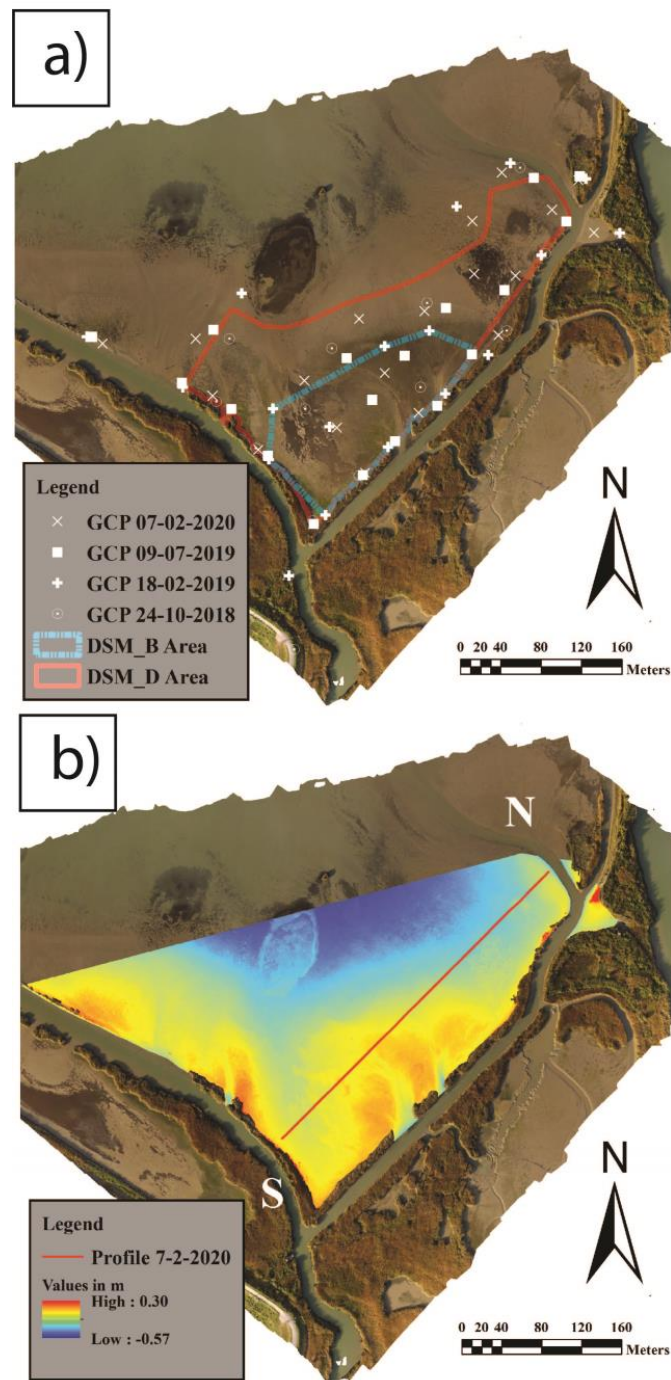 a)
N
Legend
GCP 07-02-2020
GCP 09-07-2019
GCP 18-02-2019
GCP 24-10-2018
DSM_B Area
DSM_D Area
0 20 40 80 120 160
Meters
b)
N
S
N
Legend
Profile 7-2-2020
Values in m
High : 0.30
Low : -0.57
0 20 40 80 120 160
Meters